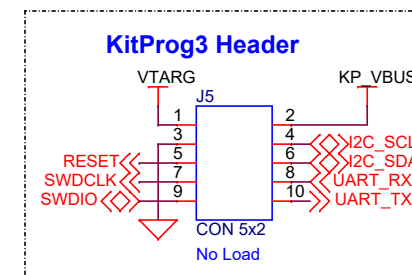 KitProg3 Header
VTARG KP_VBUS
J5
1 2
3 4 I2C_SCL
RESET 5 6 I2C_SDA
SWDCLK 7 8 UART_RX
SWDIO 9 10 UART_TX
CON 5x2
No Load